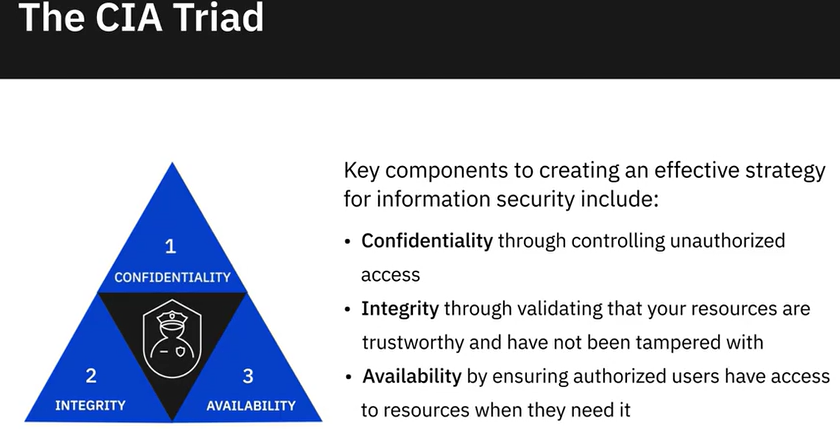 The CIA Triad
Key components to creating an effective strategy
for information security include:
• Confidentiality through controlling unauthorized
access
• Integrity through validating that your resources are
trustworthy and have not been tampered with
• Availability by ensuring authorized users have access
to resources when they need it
1
CONFIDENTIALITY
2
INTEGRITY
3
AVAILABILITY